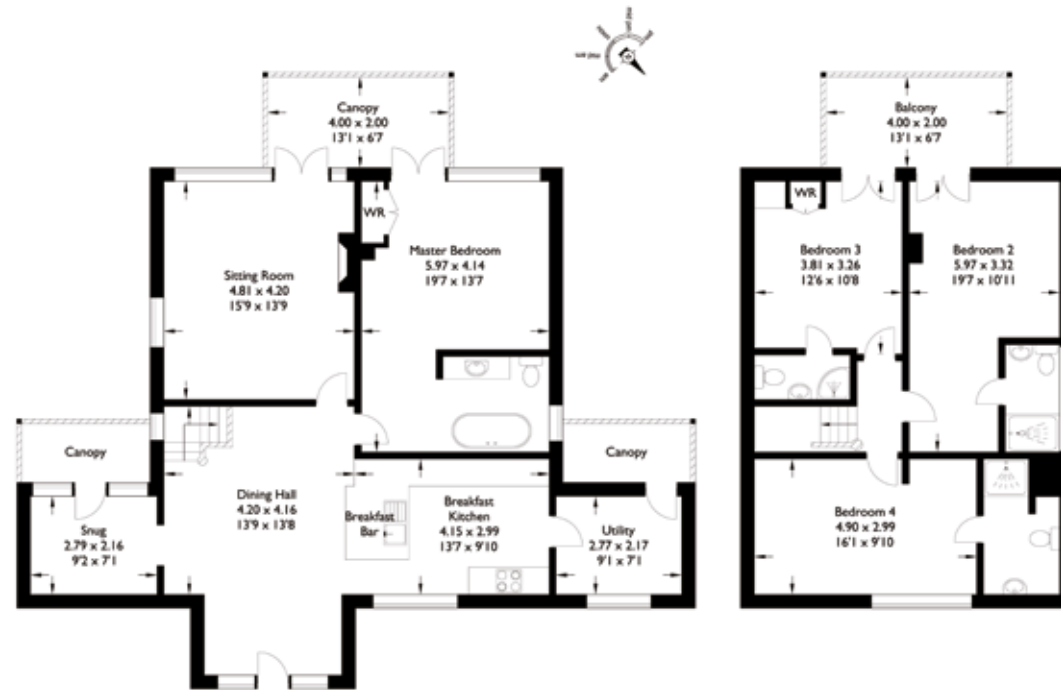 Canopy
4.00 x 2.00
13'1 x 6'7
WR
Sitting Room
4.81 x 4.20
15'9 x 13'9
Master Bedroom
5.97 x 4.14
19'7 x 13'7
Canopy
Snug
2.79 x 2.16
9'2 x 7'1
Dining Hall
4.20 x 4.16
13'9 x 13'8
Breakfast
Bar
Breakfast
Kitchen
4.15 x 2.99
13'7 x 9'10
Canopy
Utility
2.77 x 2.17
9'1 x 7'1
Balcony
4.00 x 2.00
13'1 x 6'7
WR
Bedroom 3
3.81 x 3.26
12'6 x 10'8
Bedroom 2
5.97 x 3.32
19'7 x 10'11
Bedroom 4
4.90 x 2.99
16'1 x 9'10